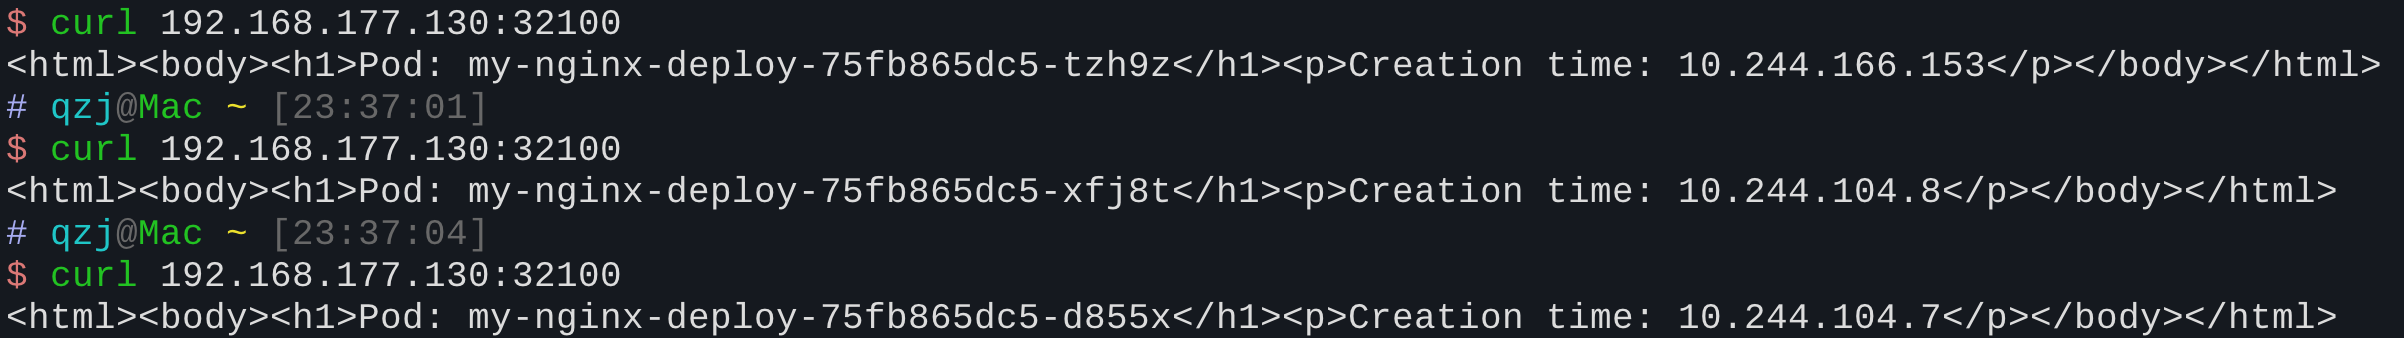 $ curl 192.168.177.130:32100
<html><body><h1>Pod: my-nginx-deploy-75fb865dc5-tzh9z</h1><p>Creation time: 10.244.166.153</p></body></html>
# qzj@Mac ~ [23:37:01]
$ curl 192.168.177.130:32100
<html><body><h1>Pod: my-nginx-deploy-75fb865dc5-xfj8t</h1><p>Creation time: 10.244.104.8</p></body></html>
# qzj@Mac ~ [23:37:04]
$ curl 192.168.177.130:32100
<html><body><h1>Pod: my-nginx-deploy-75fb865dc5-d855x</h1><p>Creation time: 10.244.104.7</p></body></html>